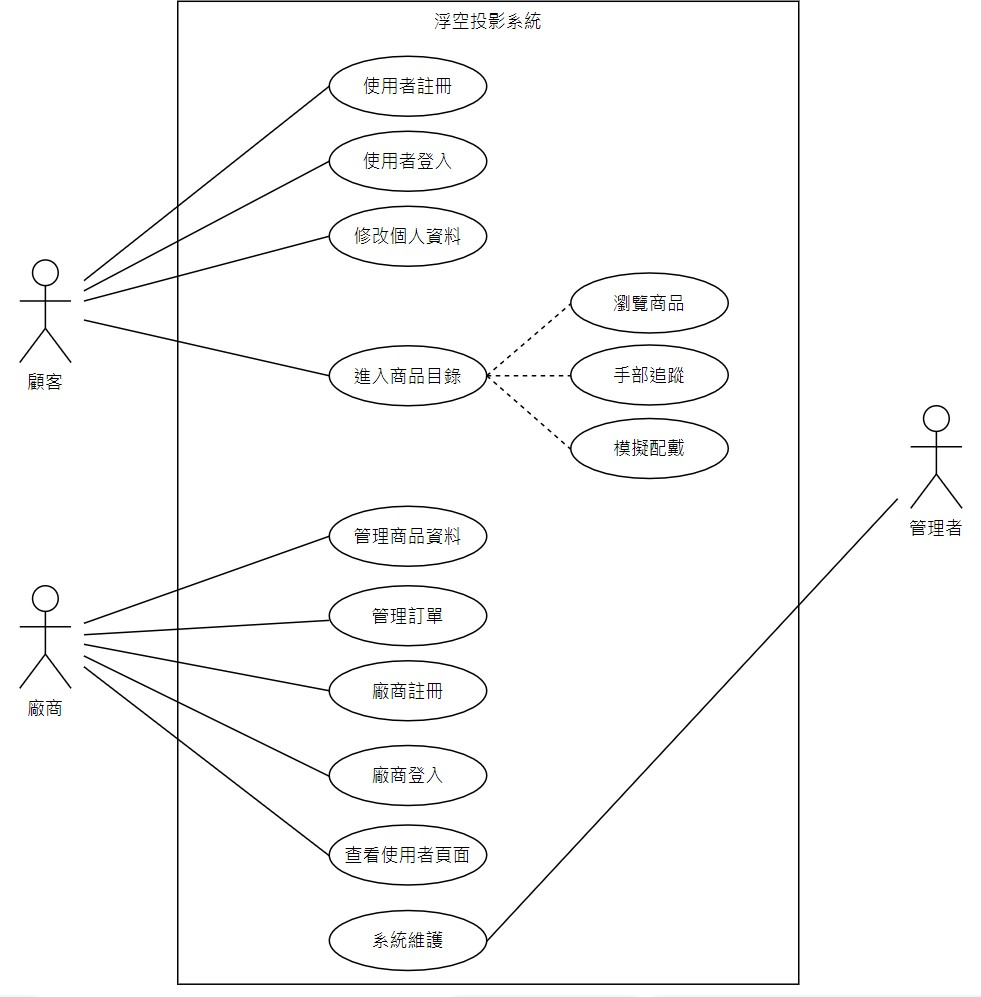 浮空投影系統
使用者註冊
使用者登入
修改個人資料
顧客
進入商品目錄
瀏覽商品
手部追蹤
模擬配戴
管理者
管理商品資料
管理訂單
廠商
廠商註冊
廠商登入
查看使用者頁面
系統維護